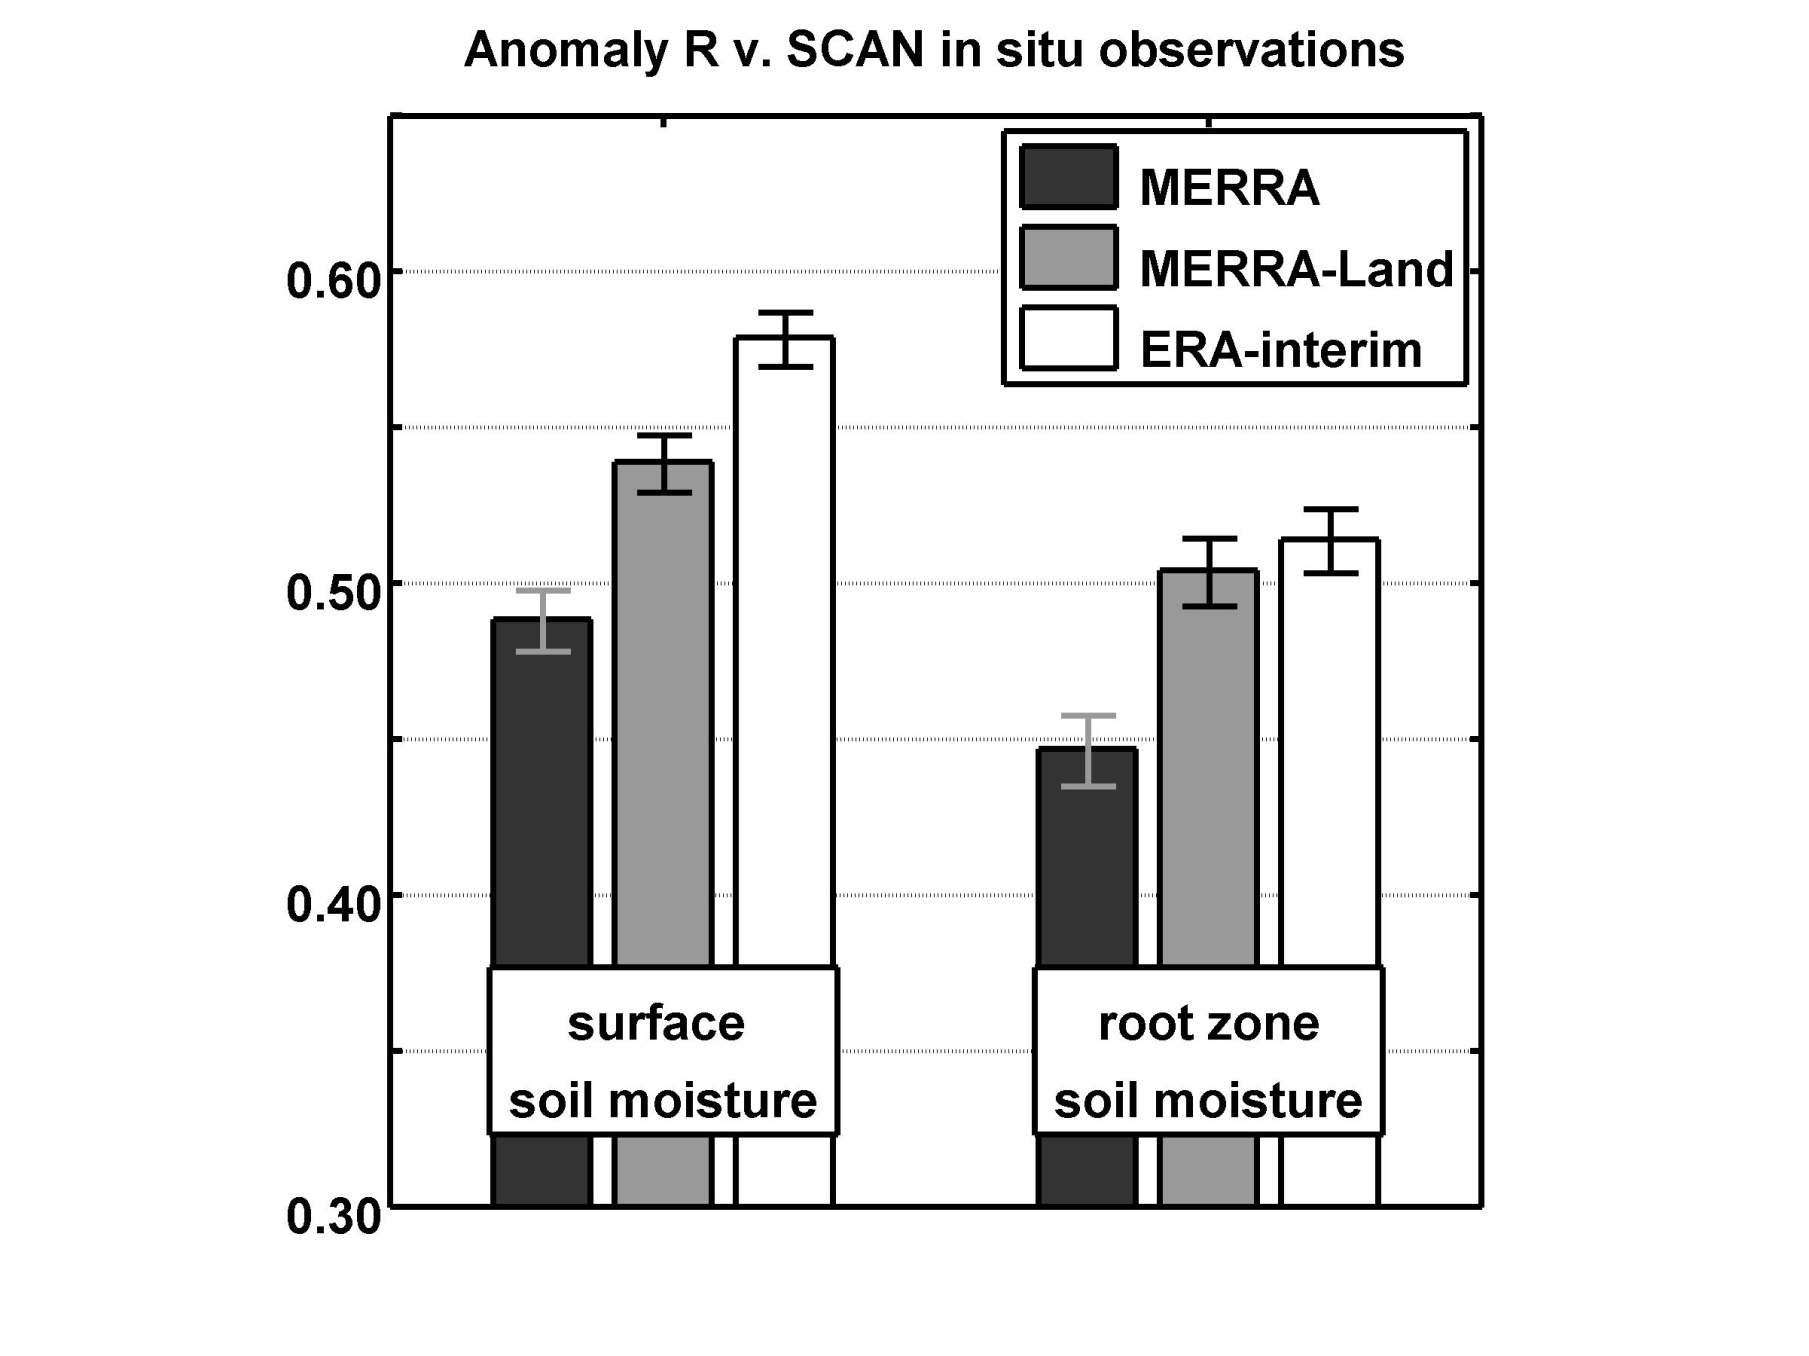 Anomaly R v. SCAN in situ observations
MERRA
MERRA-Land
ERA-interim
0.60
0.50
0.40
0.30
surface
soil moisture
root zone
soil moisture